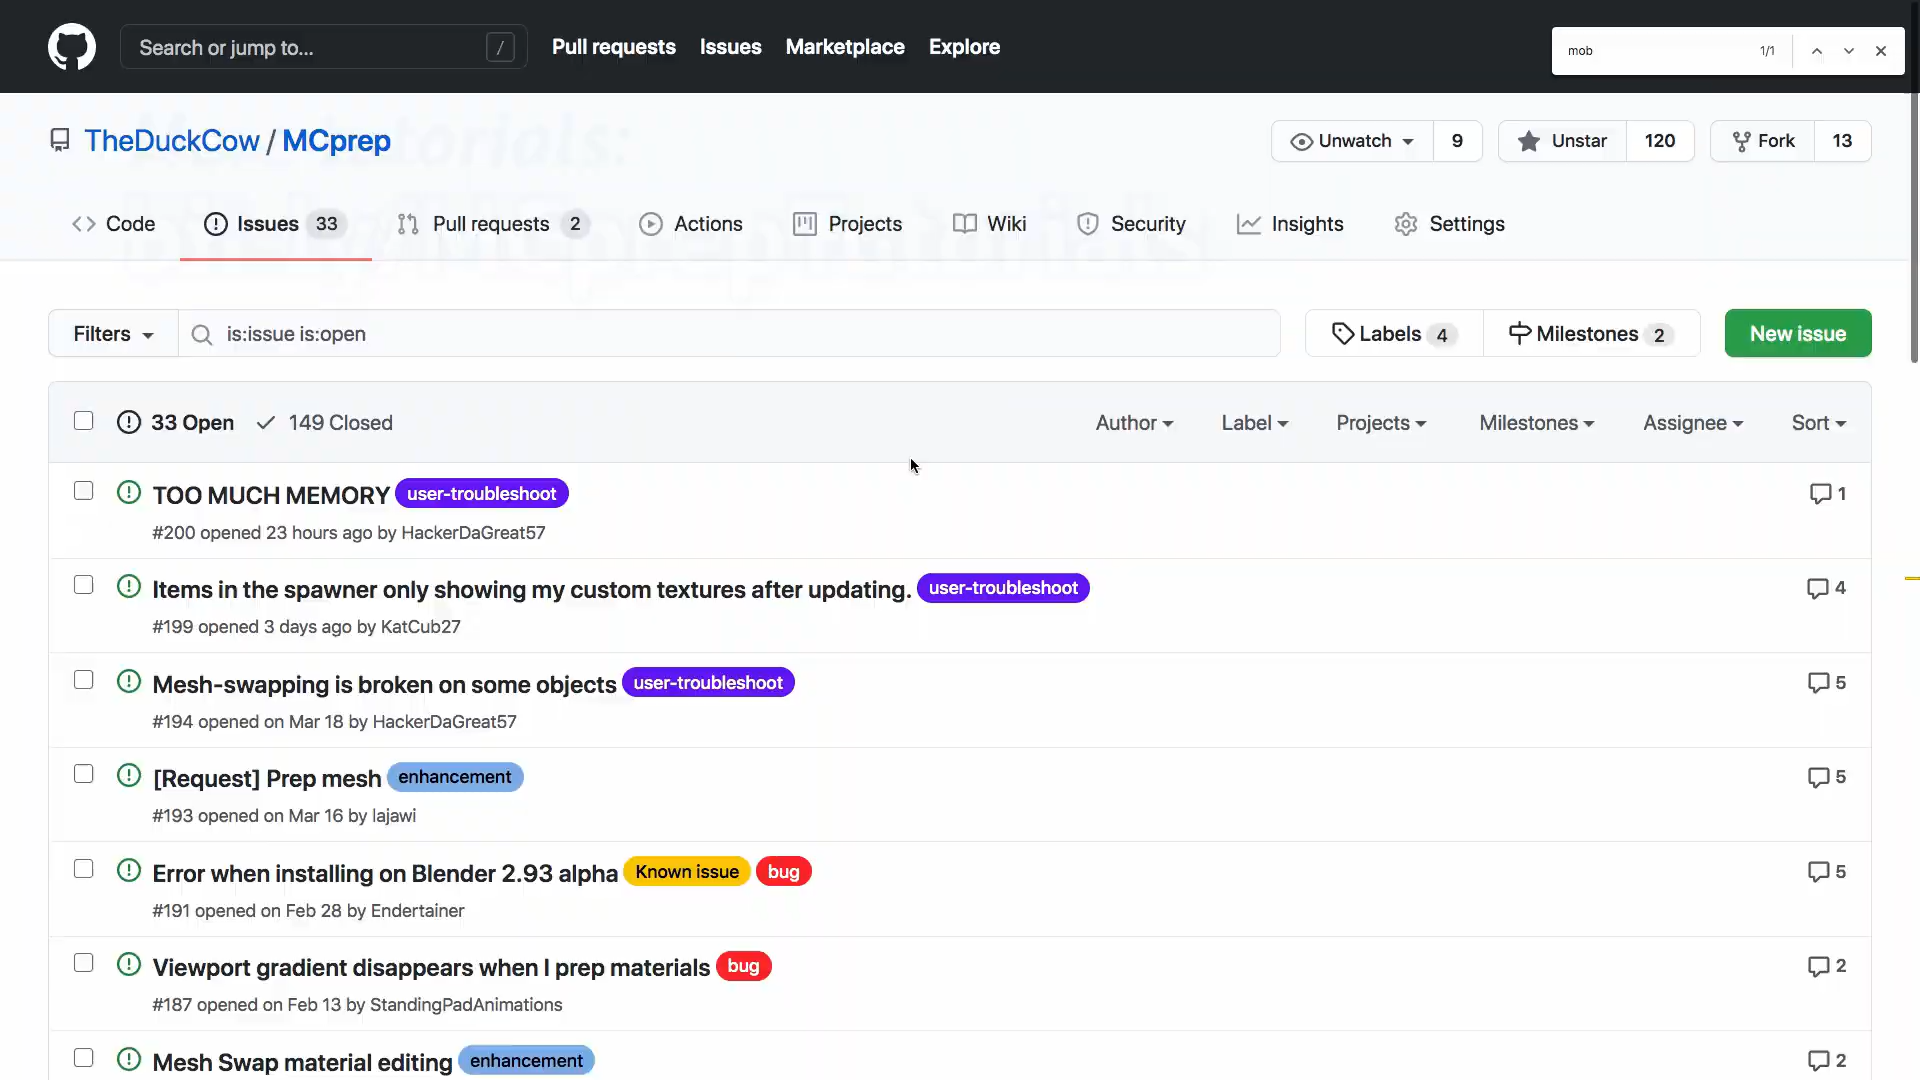 Search or jump to... / Pull requests Issues Marketplace Explore
mob 1/1
TheDuckCow / MCprep
Unwatch 9 Unstar 120 Fork 13
Code Issues 33 Pull requests 2 Actions Projects Wiki Security Insights Settings
Filters is:issue is:open Labels 4 Milestones 2 New issue
33 Open 149 Closed Author Label Projects Milestones Assignee Sort
TOO MUCH MEMORY user-troubleshoot 1
#200 opened 23 hours ago by HackerDaGreat57
Items in the spawner only showing my custom textures after updating. user-troubleshoot 4
#199 opened 3 days ago by KatCub27
Mesh-swapping is broken on some objects user-troubleshoot 5
#194 opened on Mar 18 by HackerDaGreat57
[Request] Prep mesh enhancement 5
#193 opened on Mar 16 by lajawi
Error when installing on Blender 2.93 alpha Known issue bug 5
#191 opened on Feb 28 by Endertainer
Viewport gradient disappears when I prep materials bug 2
#187 opened on Feb 13 by StandingPadAnimations
Mesh Swap material editing enhancement 2